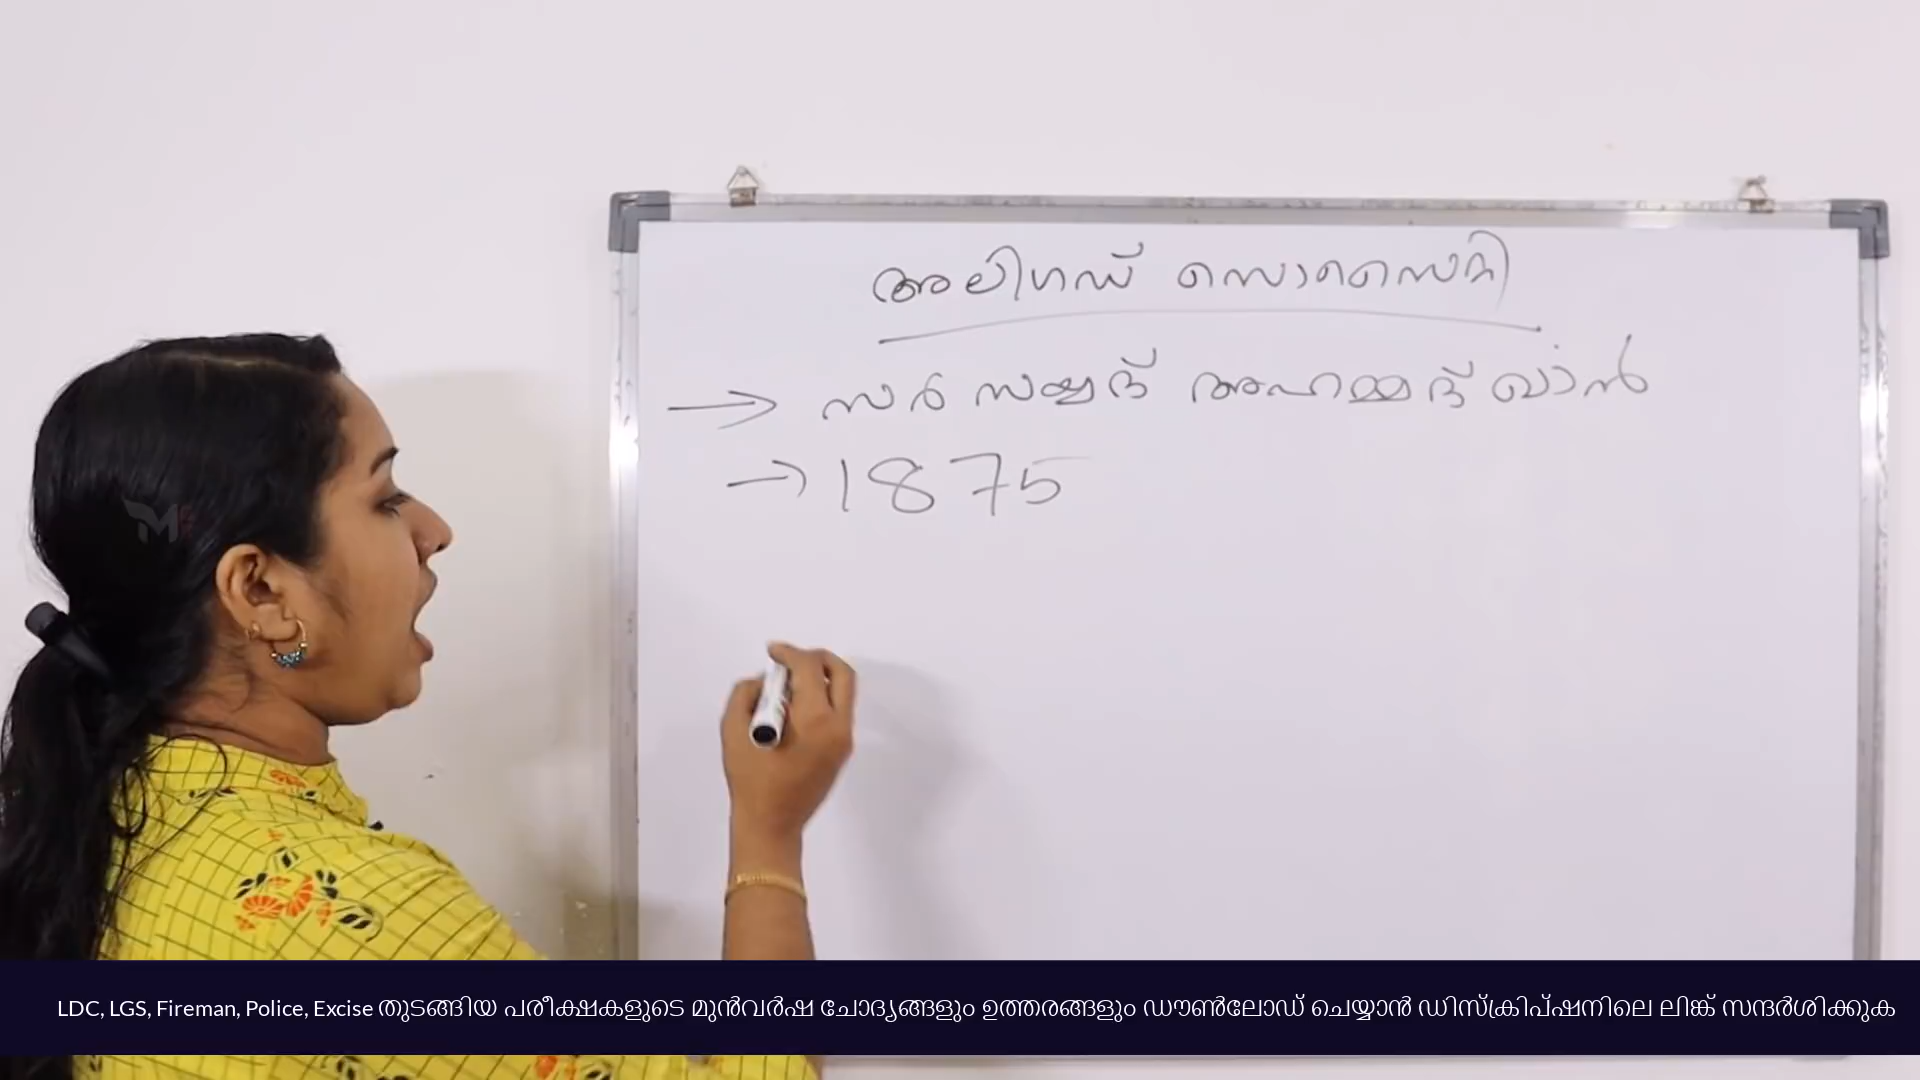 അലിഗഡ് സൊസൈറ്റി
→ സർ സയ്യദ് അഹമ്മദ് ഖാൻ
→ 1875
LDC, LGS, Fireman, Police, Excise തുടങ്ങിയ പരീക്ഷകളുടെ മുൻവർഷ ചോദ്യങ്ങളും ഉത്തരങ്ങളും ഡൗൺലോഡ് ചെയ്യാൻ ഡിസ്ക്രിപ്ഷനിലെ ലിങ്ക് സന്ദർശിക്കുക